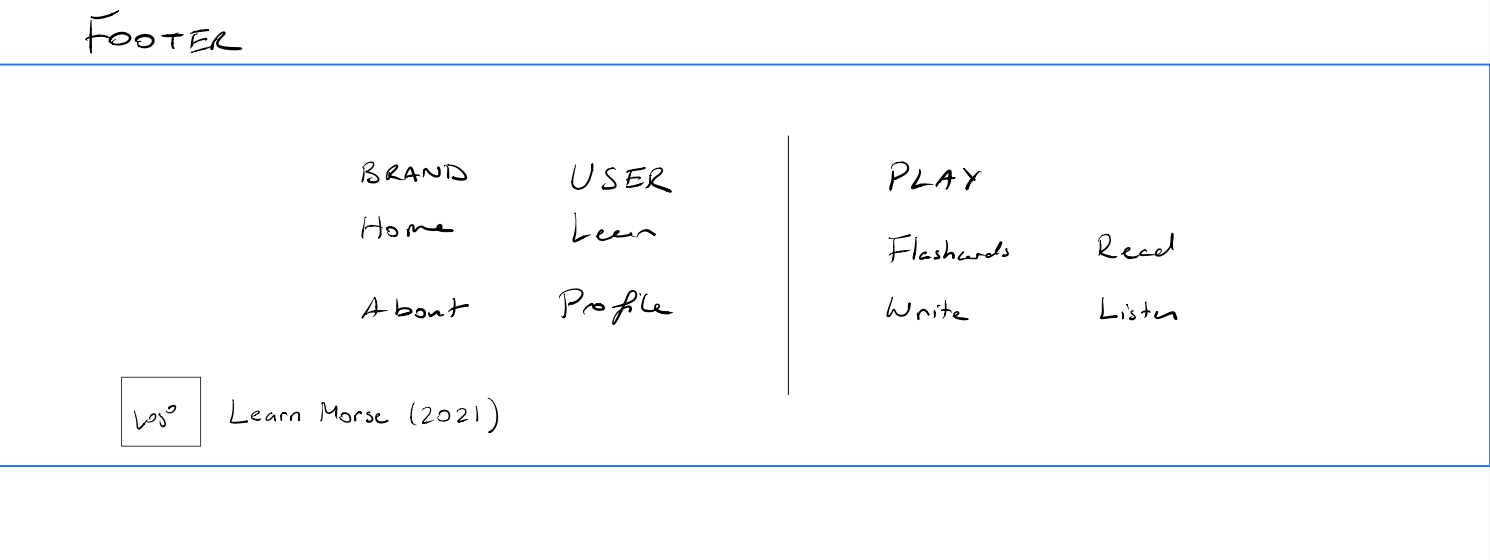 FOOTER
BRAND USER PLAY
Home Learn
Flashcards Read
About Profile
Write Listen
Logo Learn Morse (2021)